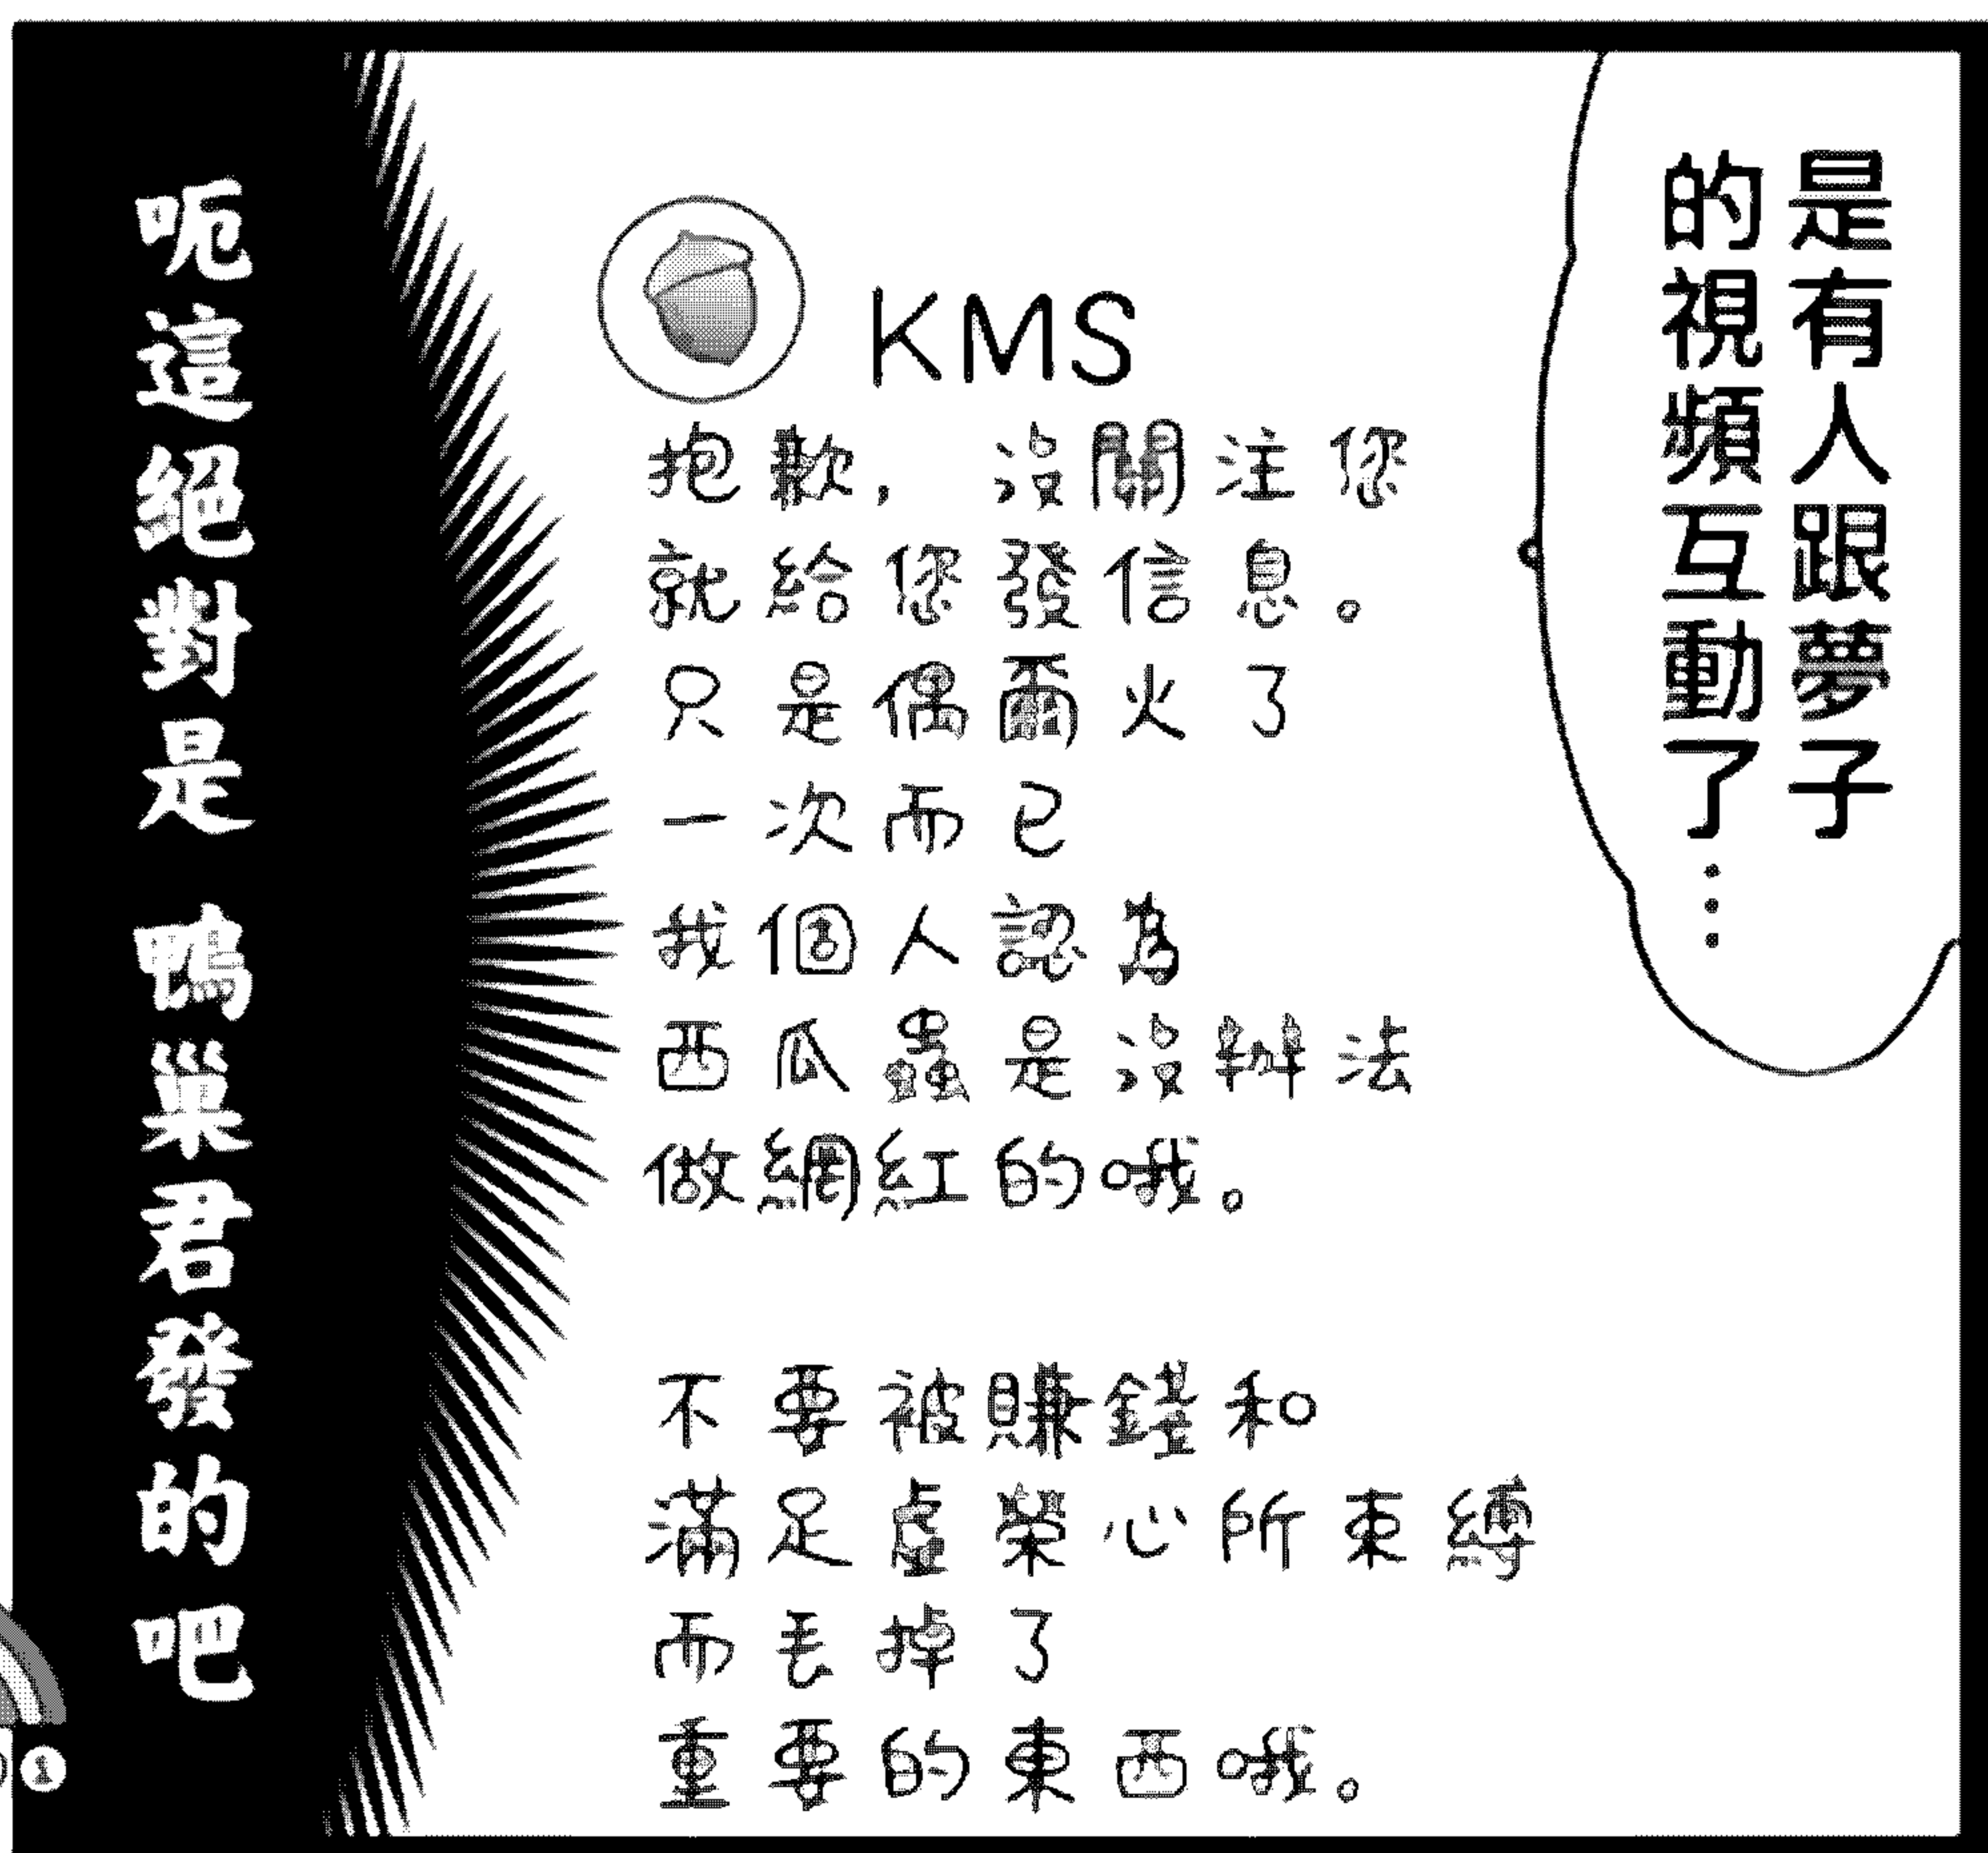 是有人跟夢子
的視頻互動了…
KMS
抱歉，沒關注您
就給您發信息。
只是偶爾火了
一次而已
我個人認為
西瓜蟲是沒辦法
做網紅的哦。
不要被賺錢和
滿足虛榮心所束縛
而丟掉了
重要的東西哦。
呃這絕對是 鴨巢君發的吧
1